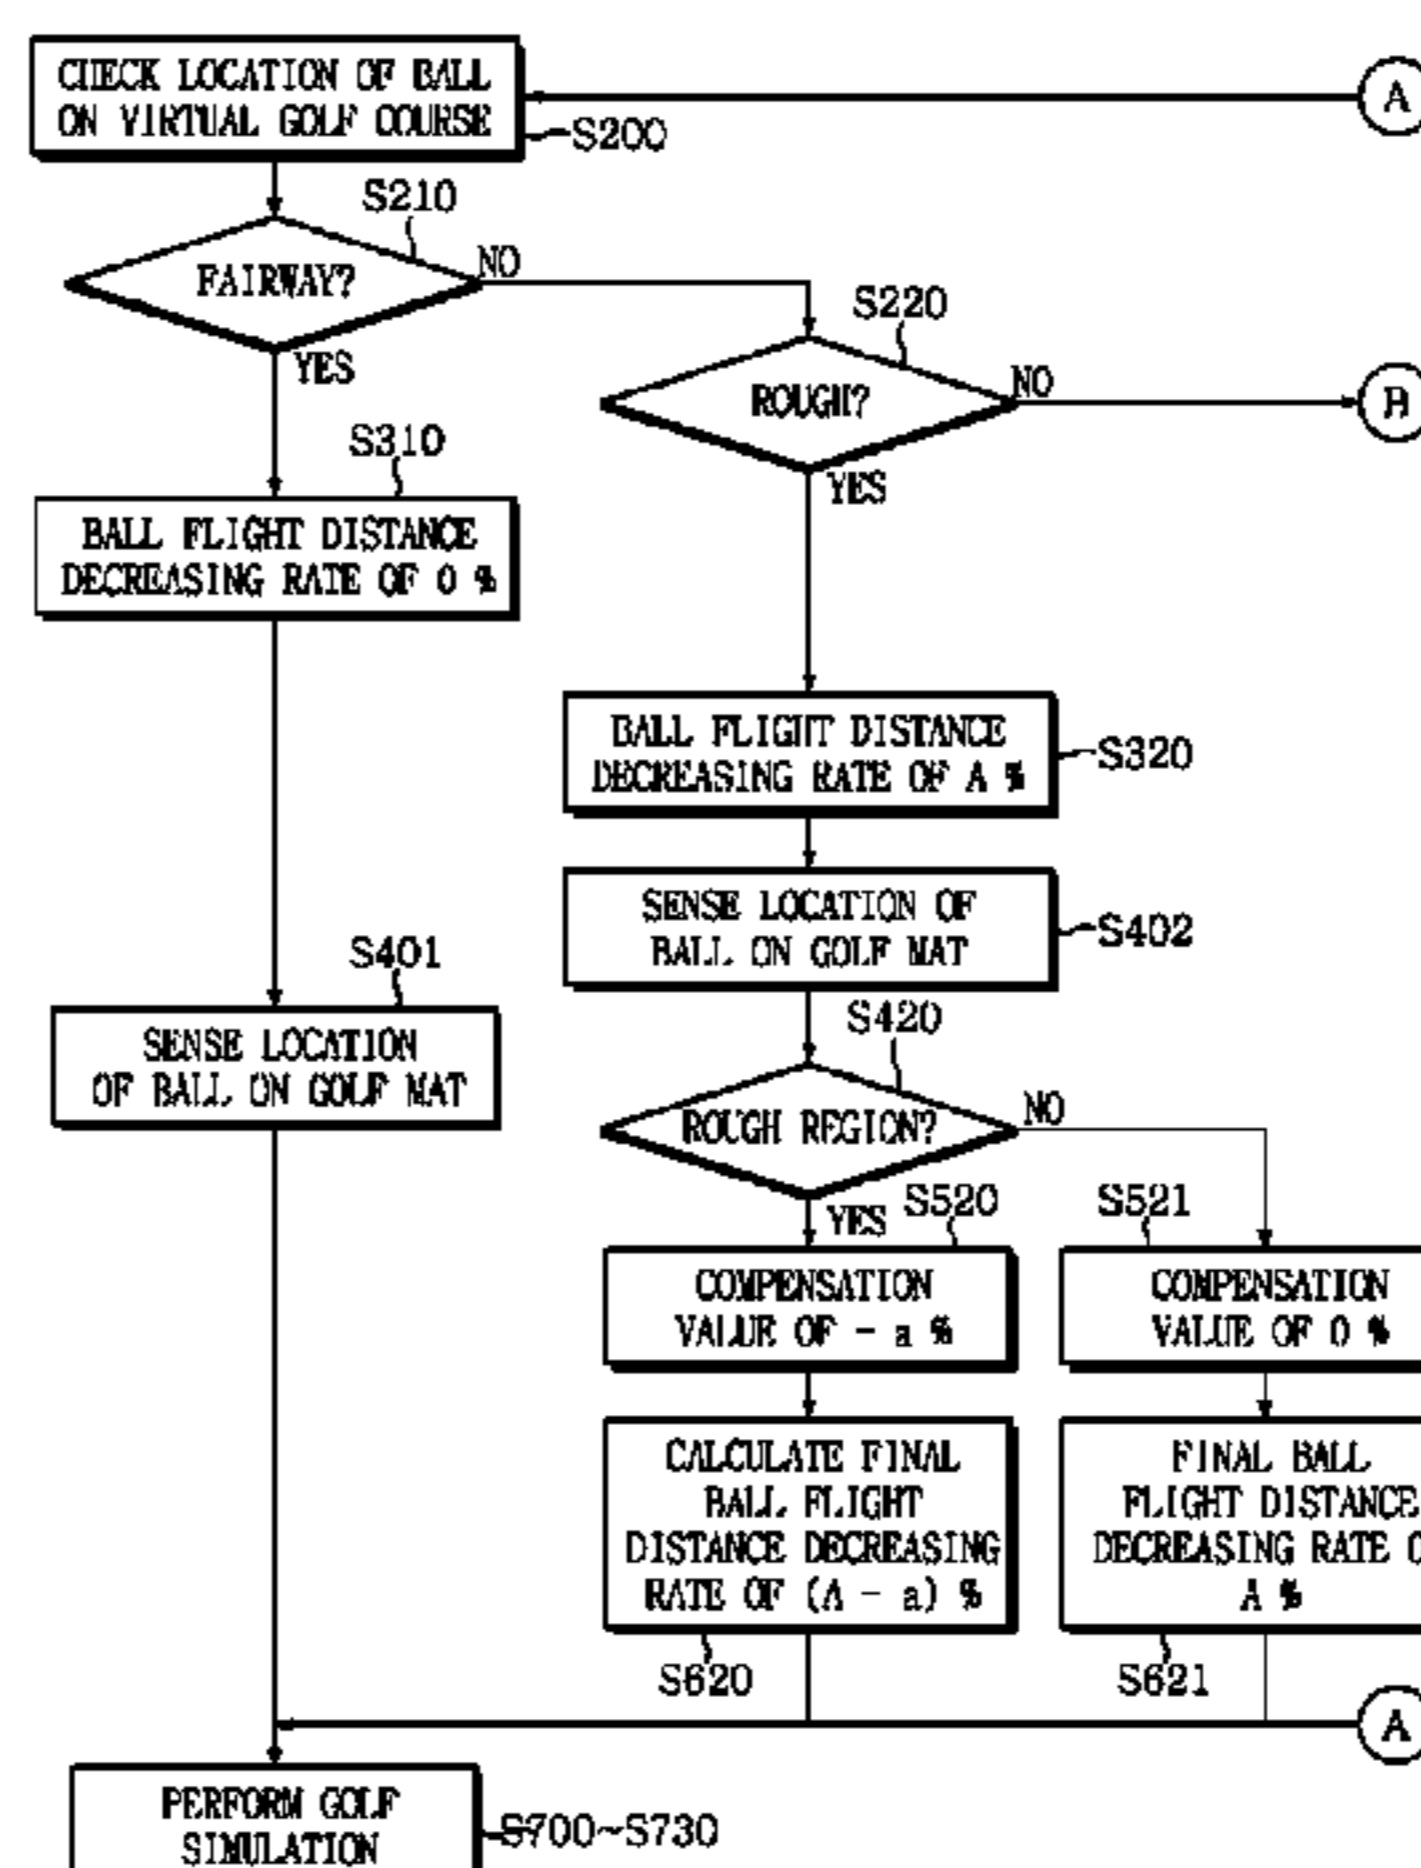 CHECK LOCATION OF BALL
ON VIRTUAL GOLF COURSE
A
S200
S210
FAIRWAY?
NO
YES
S220
ROUGH?
NO
B
YES
S310
BALL FLIGHT DISTANCE
DECREASING RATE OF 0 %
BALL FLIGHT DISTANCE
DECREASING RATE OF A %
S320
SENSE LOCATION OF
BALL ON GOLF MAT
S402
S401
SENSE LOCATION
OF BALL ON GOLF MAT
S420
ROUGH REGION?
NO
YES
S520
S521
COMPENSATION
VALUE OF - a %
COMPENSATION
VALUE OF 0 %
CALCULATE FINAL
BALL FLIGHT
DISTANCE DECREASING
RATE OF (A - a) %
FINAL BALL
FLIGHT DISTANCE
DECREASING RATE
A %
S620
S621
A
PERFORM GOLF
SIMULATION
S700~S730